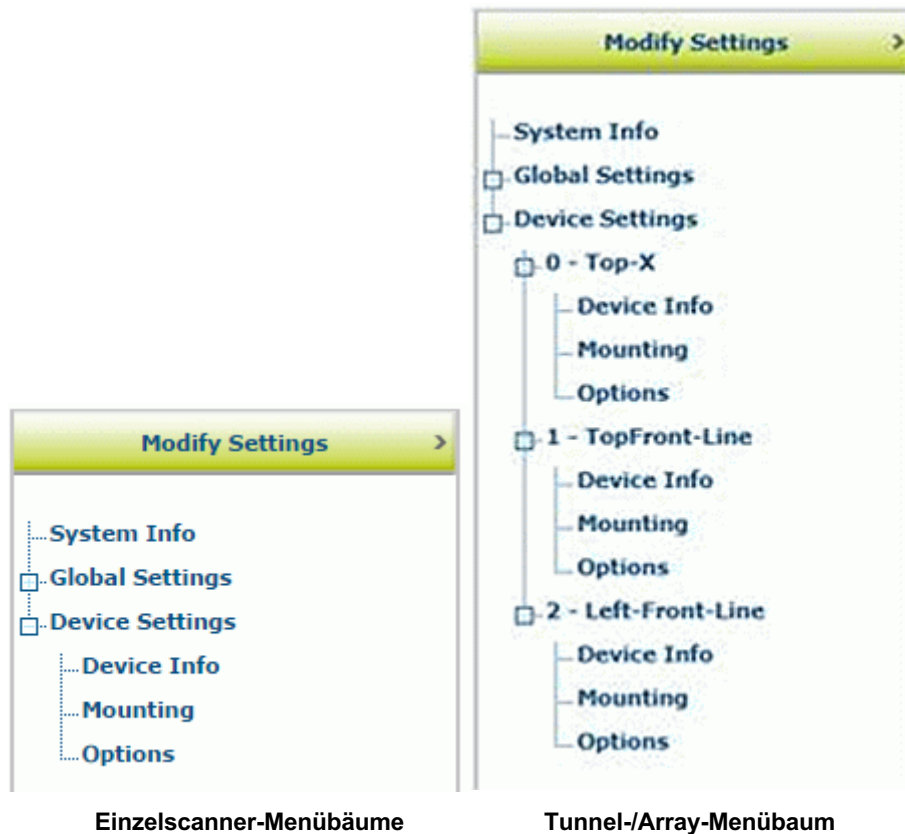 Modify Settings >
System Info
Global Settings
Device Settings
Device Info
Mounting
Options
Einzelscanner-Menübäume
Modify Settings >
System Info
Global Settings
Device Settings
0 - Top-X
Device Info
Mounting
Options
1 - TopFront-Line
Device Info
Mounting
Options
2 - Left-Front-Line
Device Info
Mounting
Options
Tunnel-/Array-Menübaum